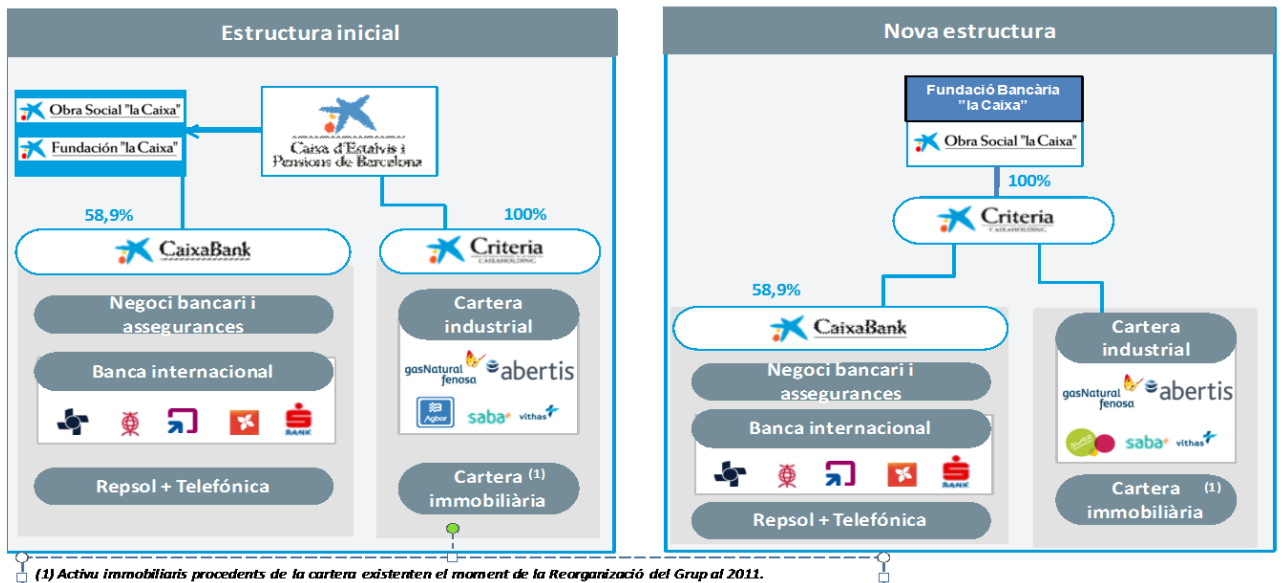 Estructura inicial
Obra Social "la Caixa"
Fundación "la Caixa"
Caixa d'Estalvis i
Pensions de Barcelona
58,9%
100%
CaixaBank
Criteria
CAIXAHOLDING
Negoci bancari i
assegurances
Banca internacional
BANK
Repsol + Telefónica
Cartera
industrial
gasNatural
fenosa
abertis
Agbar
saba
vithas
Cartera (1)
immobiliària
Nova estructura
Fundació Bancària
"la Caixa"
Obra Social "la Caixa"
100%
Criteria
CAIXAHOLDING
58,9%
CaixaBank
Negoci bancari i
assegurances
Banca internacional
BANK
Repsol + Telefónica
Cartera
industrial
gasNatural
fenosa
abertis
saba
vithas
Cartera (1)
immobiliària
(1) Activu immobiliaris procedents de la cartera existenten el moment de la Reorganizació del Grup al 2011.